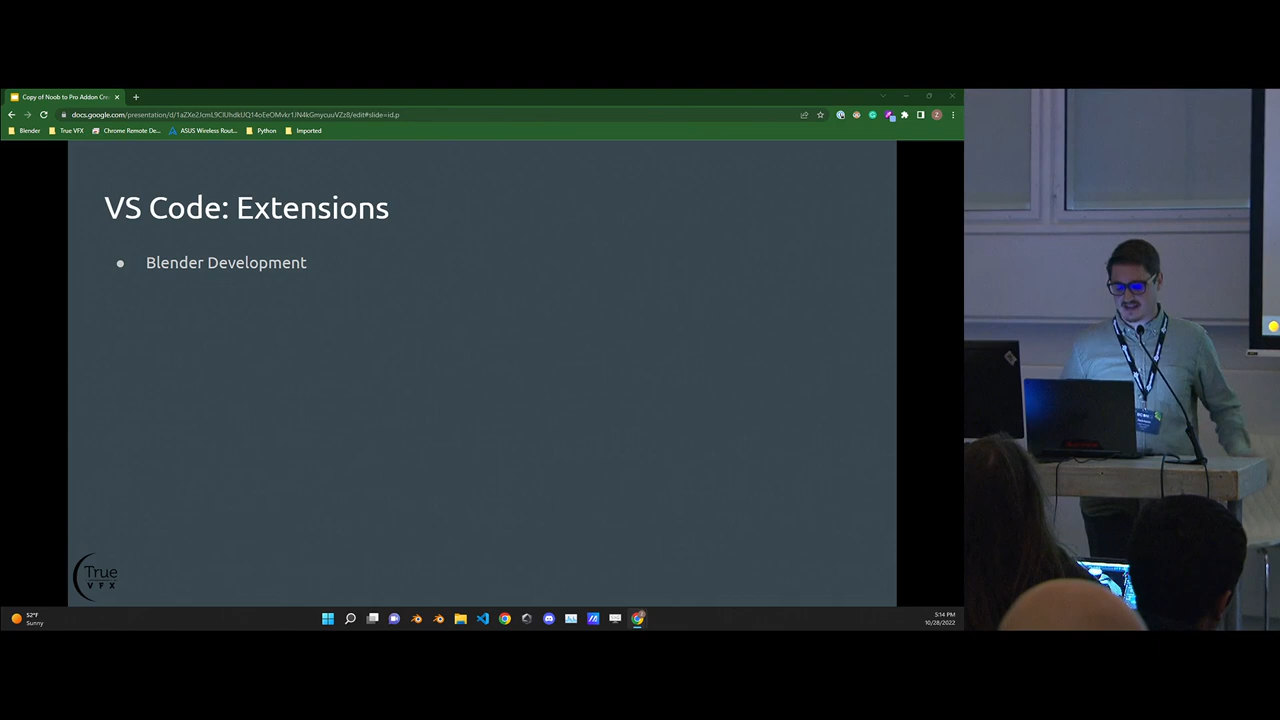 Copy of Noob to Pro Addon Cre
docs.google.com/presentation/d/1aZXe2JcmL9ClUhdkUQ14oEeOMvkr1JN4kGmycuuVZz8/edit#slide=id.p
Blender
True VFX
Chrome Remote De...
ASUS Wireless Rout...
Python
Imported
VS Code: Extensions
● Blender Development
True
VFX
52°F
Sunny
5:14 PM
10/28/2022